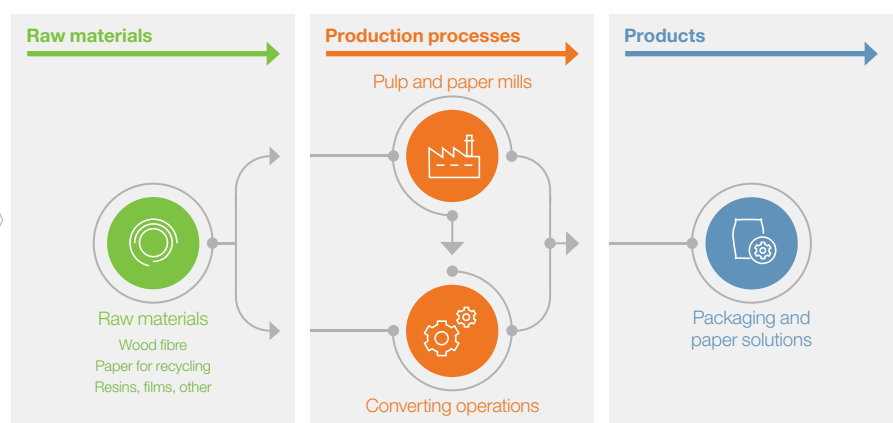 Raw materials
Production processes
Products
Pulp and paper mills
Raw materials
Wood fibre
Paper for recycling
Resins, films, other
Converting operations
Packaging and
paper solutions